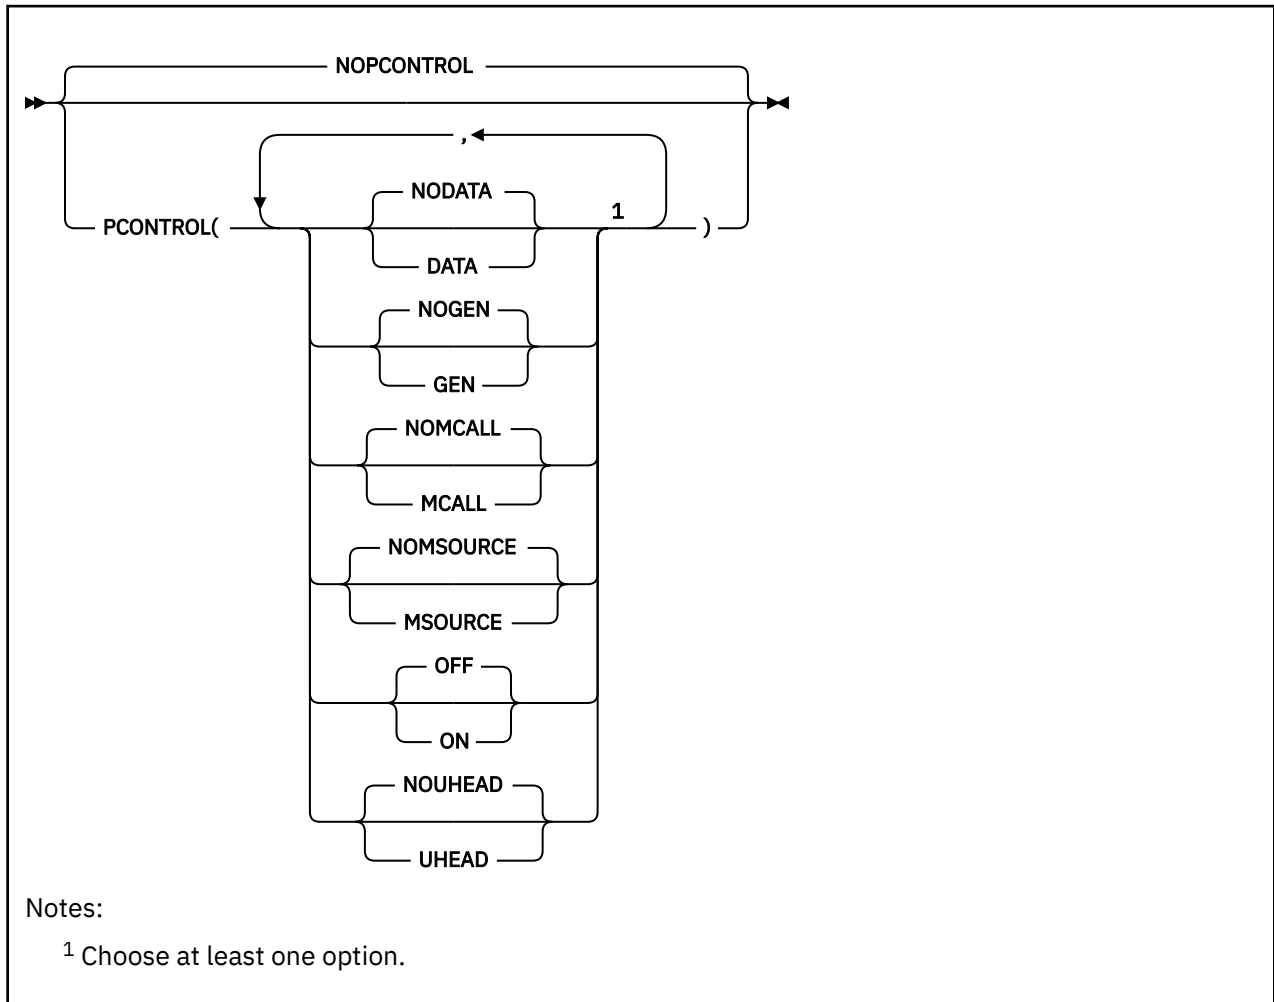 NOPCONTROL
,
NODATA
1
PCONTROL( )
DATA
NOGEN
GEN
NOMCALL
MCALL
NOMSOURCE
MSOURCE
OFF
ON
NOUHEAD
UHEAD
Notes:
1 Choose at least one option.